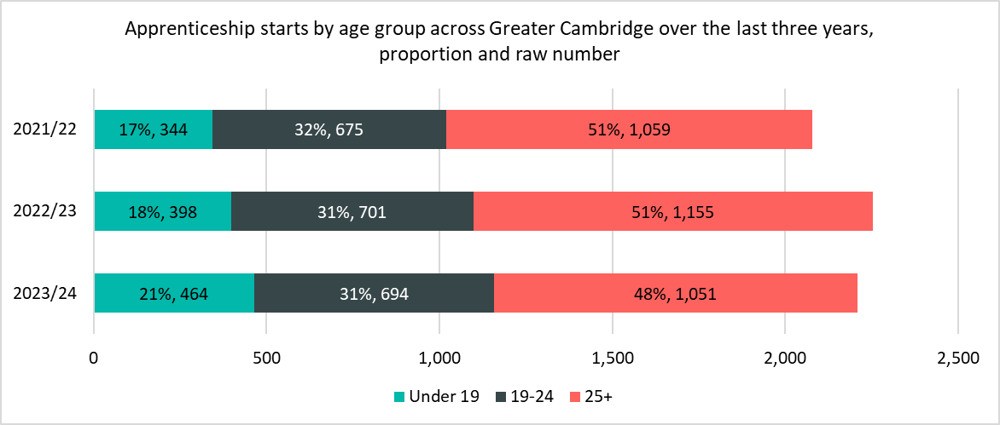 Apprenticeship starts by age group across Greater Cambridge over the last three years,
proportion and raw number
2021/22 17%, 344 32%, 675 51%, 1,059
2022/23 18%, 398 31%, 701 51%, 1,155
2023/24 21%, 464 31%, 694 48%, 1,051
0 500 1,000 1,500 2,000 2,500
Under 19 19-24 25+